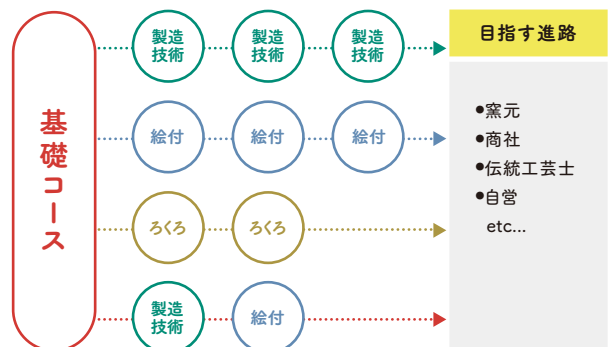 基礎コース
製造
技術
製造
技術
製造
技術
絵付
絵付
絵付
ろくろ
ろくろ
製造
技術
絵付
目指す進路
●窯元
●商社
●伝統工芸士
●自営
etc...